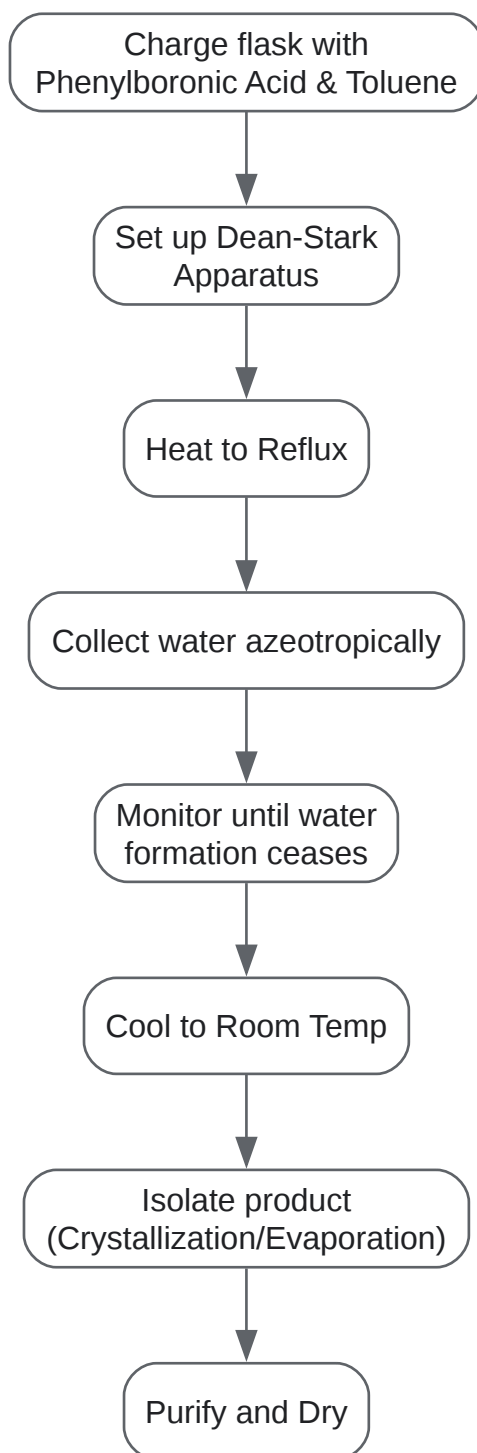 Charge flask with
Phenylboronic Acid & Toluene
Set up Dean-Stark
Apparatus
Heat to Reflux
Collect water azeotropically
Monitor until water
formation ceases
Cool to Room Temp
Isolate product
(Crystallization/Evaporation)
Purify and Dry